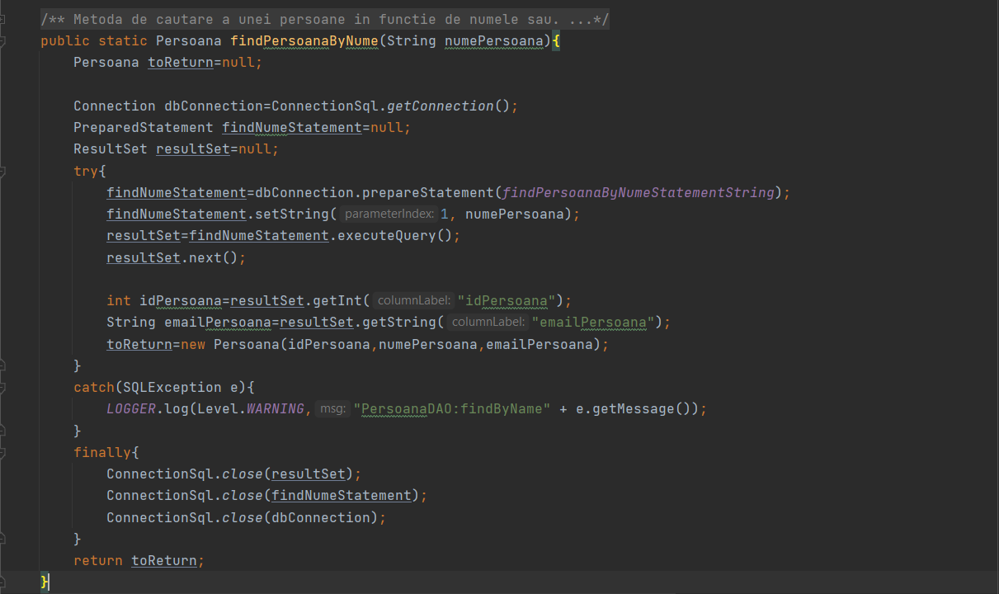 /** Metoda de cautare a unei persoane in functie de numele sau. ...*/
public static Persoana findPersoanaByNume(String numePersoana){
Persoana toReturn=null;
Connection dbConnection=ConnectionSql.getConnection();
PreparedStatement findNumeStatement=null;
ResultSet resultSet=null;
try{
findNumeStatement=dbConnection.prepareStatement(findPersoanaByNumeStatementString);
findNumeStatement.setString( parameterIndex: 1, numePersoana);
resultSet=findNumeStatement.executeQuery();
resultSet.next();
int idPersoana=resultSet.getInt( columnLabel: "idPersoana");
String emailPersoana=resultSet.getString( columnLabel: "emailPersoana");
toReturn=new Persoana(idPersoana,numePersoana,emailPersoana);
}
catch(SQLException e){
LOGGER.log(Level.WARNING, msg: "PersoanaDAO:findByName" + e.getMessage());
}
finally{
ConnectionSql.close(resultSet);
ConnectionSql.close(findNumeStatement);
ConnectionSql.close(dbConnection);
}
return toReturn;
}